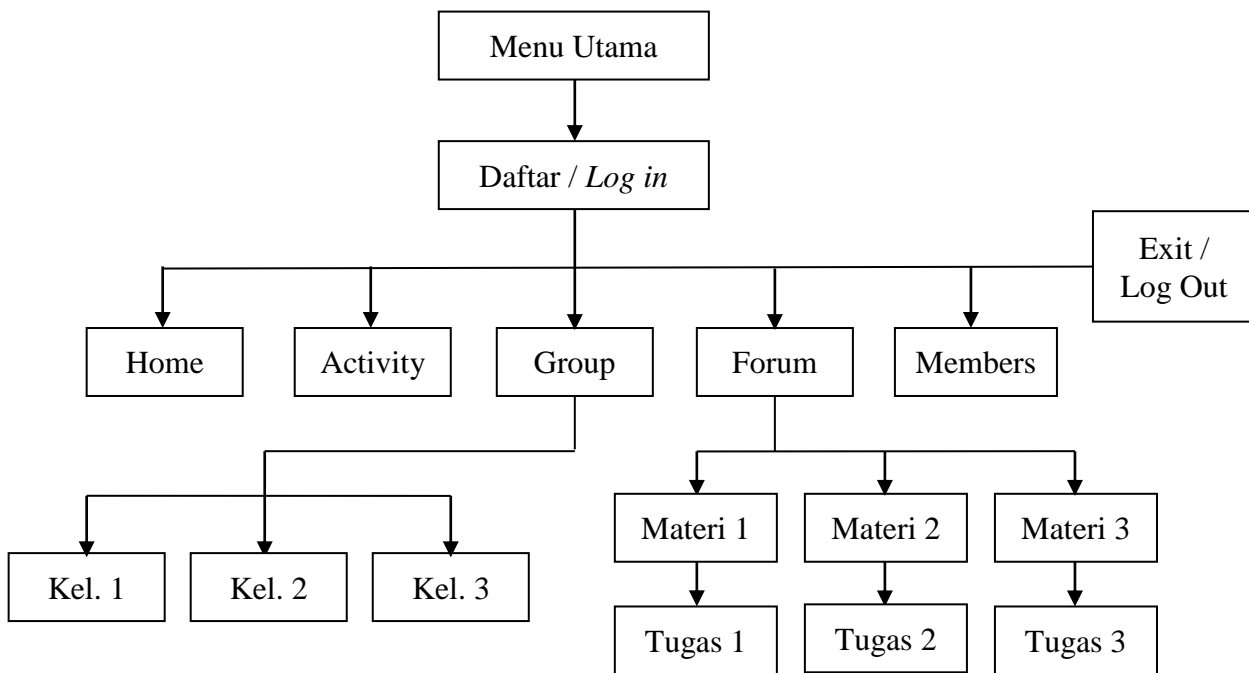 Menu Utama
Daftar / Log in
Exit /
Log Out
Home
Activity
Group
Forum
Members
Materi 1
Materi 2
Materi 3
Kel. 1
Kel. 2
Kel. 3
Tugas 1
Tugas 2
Tugas 3